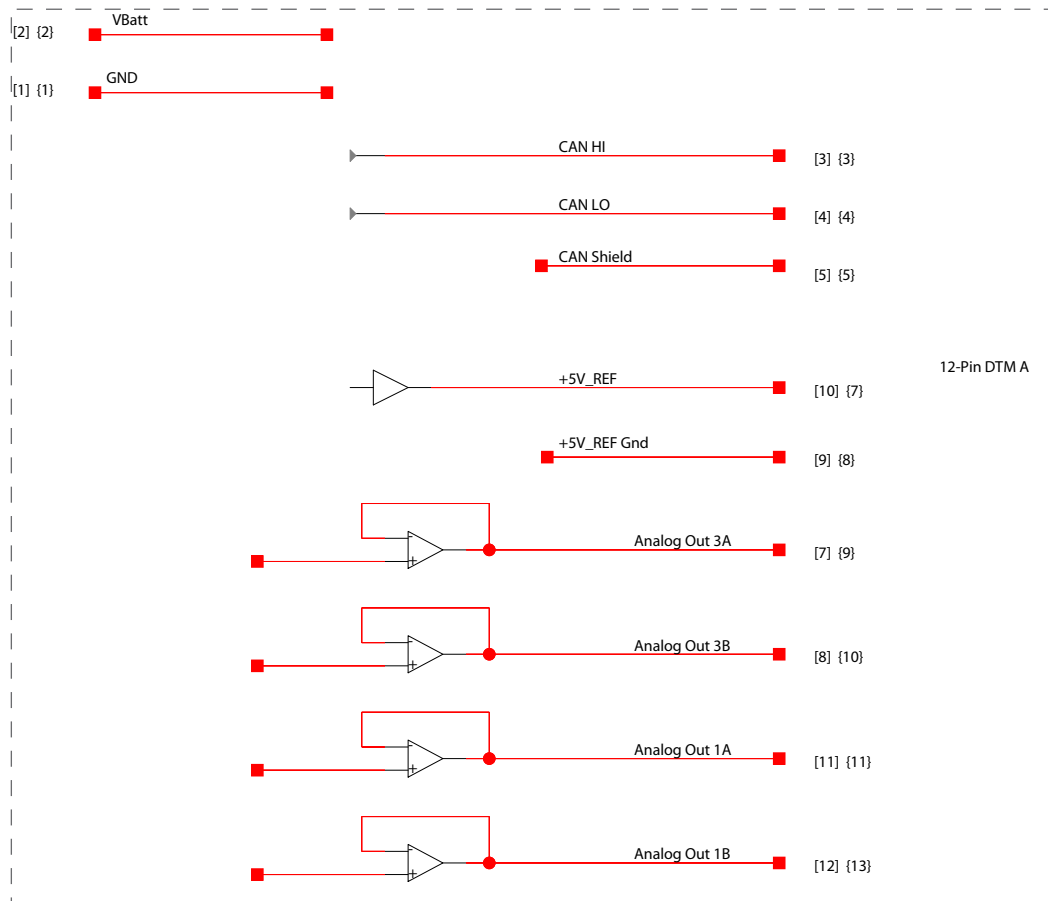 VBatt
[2] {2}
GND
[1] {1}
CAN HI
[3] {3}
CAN LO
[4] {4}
CAN Shield
[5] {5}
12-Pin DTM A
+5V_REF
[10] {7}
+5V_REF Gnd
[9] {8}
-
+
Analog Out 3A
[7] {9}
-
+
Analog Out 3B
[8] {10}
-
+
Analog Out 1A
[11] {11}
-
+
Analog Out 1B
[12] {13}